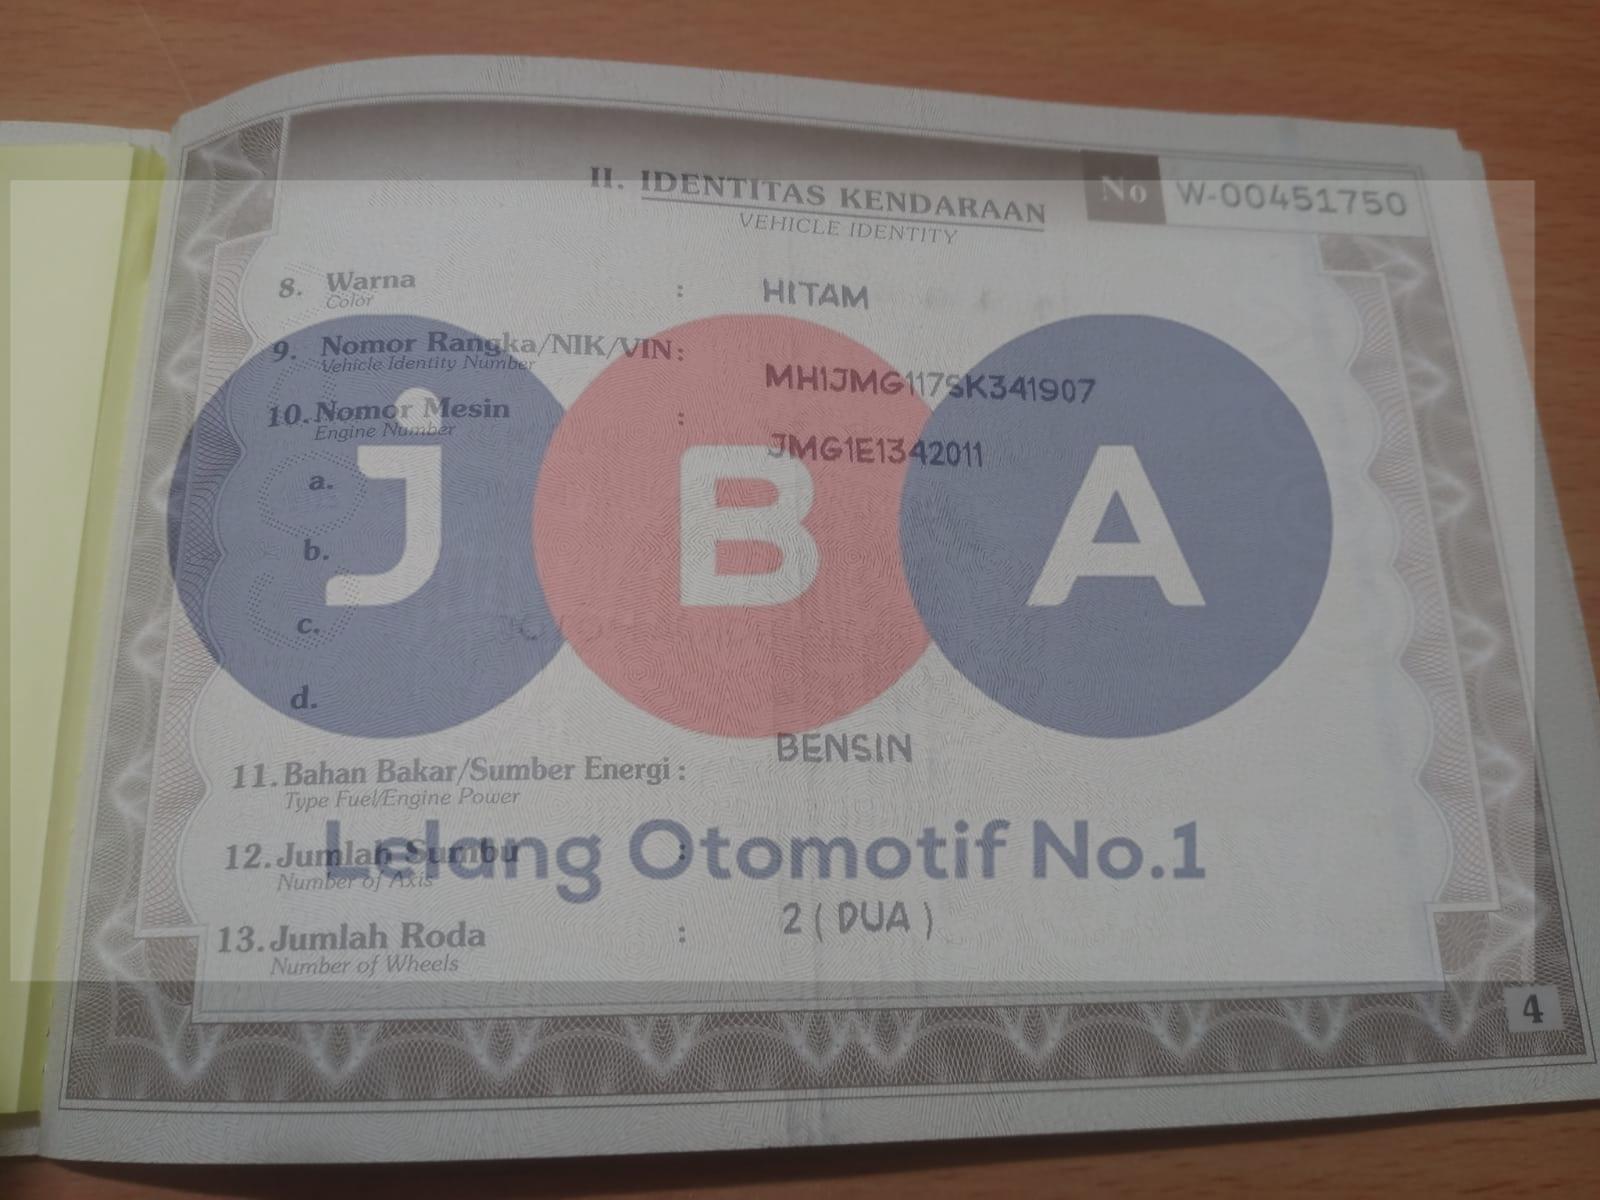 II. IDENTITAS KENDARAAN
VEHICLE IDENTITY
No W-00451750
8. Warna : HITAM
Color
9. Nomor Rangka/NIK/VIN : MH1JMG117SK341907
Vehicle Identity Number
10. Nomor Mesin : JMG1E1342011
Engine Number
a.
b.
c.
d.
11. Bahan Bakar/Sumber Energi : BENSIN
Type Fuel/Engine Power
12. Jumlah Sumbu :
Number of Axis
13. Jumlah Roda : 2 ( DUA )
Number of Wheels
4
JBA
Lelang Otomotif No.1